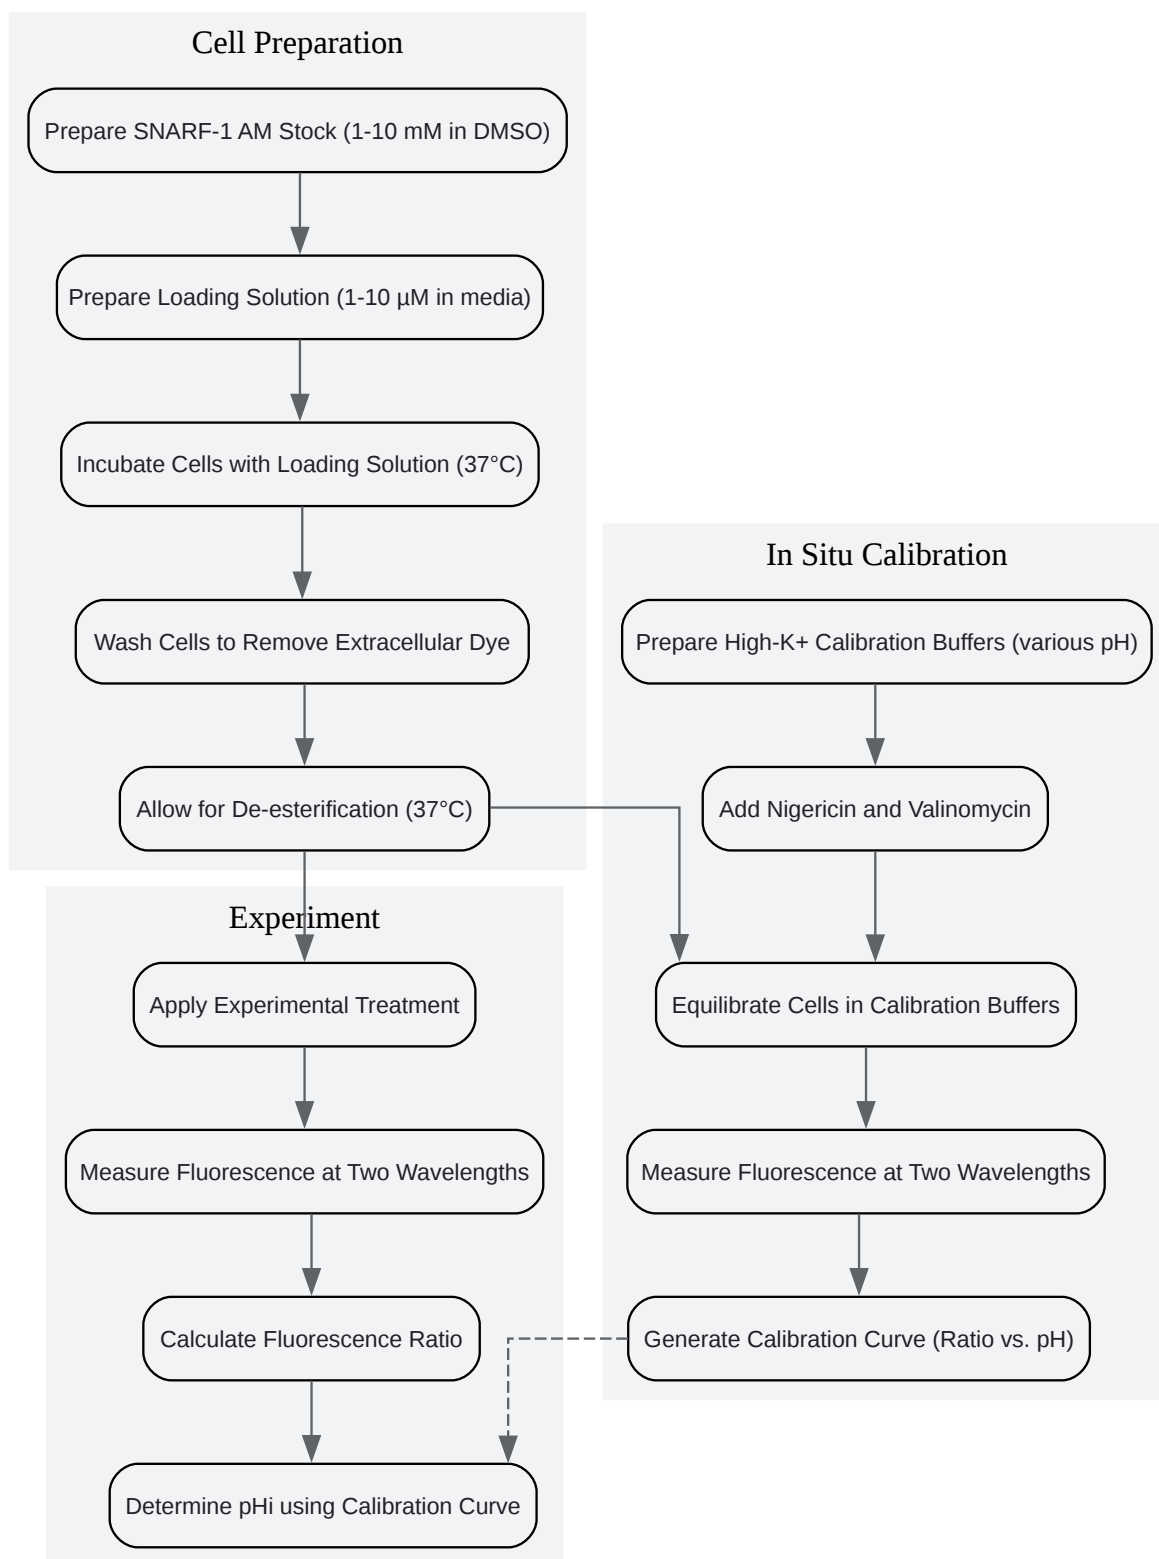 Cell Preparation
Prepare SNARF-1 AM Stock (1-10 mM in DMSO)
Prepare Loading Solution (1-10 µM in media)
Incubate Cells with Loading Solution (37°C)
Wash Cells to Remove Extracellular Dye
Allow for De-esterification (37°C)
In Situ Calibration
Prepare High-K+ Calibration Buffers (various pH)
Add Nigericin and Valinomycin
Equilibrate Cells in Calibration Buffers
Measure Fluorescence at Two Wavelengths
Generate Calibration Curve (Ratio vs. pH)
Experiment
Apply Experimental Treatment
Measure Fluorescence at Two Wavelengths
Calculate Fluorescence Ratio
Determine pHi using Calibration Curve